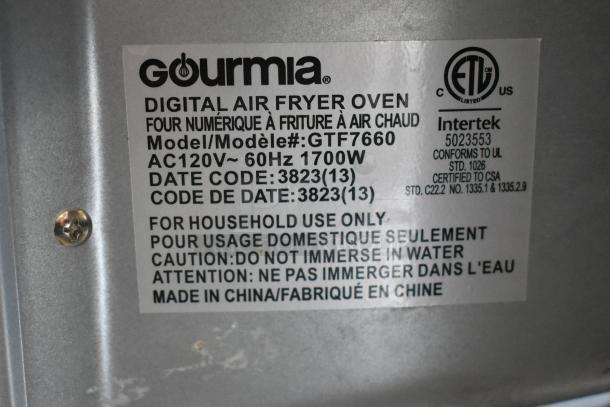 Gourmia®
DIGITAL AIR FRYER OVEN
FOUR NUMÉRIQUE À FRITURE À AIR CHAUD
Model/Modèle#:GTF7660
AC120V~ 60Hz 1700W
DATE CODE:3823(13)
CODE DE DATE:3823(13)
FOR HOUSEHOLD USE ONLY
POUR USAGE DOMESTIQUE SEULEMENT
CAUTION:DO NOT IMMERSE IN WATER
ATTENTION: NE PAS IMMERGER DANS L'EAU
MADE IN CHINA/FABRIQUÉ EN CHINE
ETL
CM
LISTED
C US
Intertek
5023553
CONFORMS TO UL
STD. 1026
CERTIFIED TO CSA
STD. C22.2 NO. 1335.1 & 1335.2.9